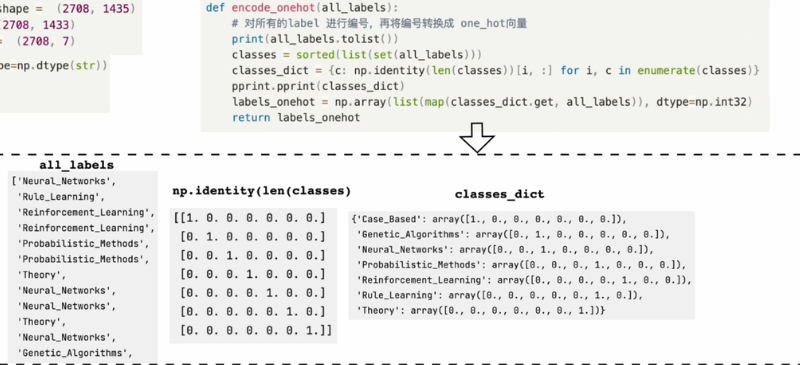 shape =  (2708, 1435)
(2708, 1433)
=  (2708, 7)
pe=np.dtype(str))
def encode_onehot(all_labels):
# 对所有的label 进行编号，再将编号转换成 one_hot向量
print(all_labels.tolist())
classes = sorted(list(set(all_labels)))
classes_dict = {c: np.identity(len(classes))[i, :] for i, c in enumerate(classes)}
pprint.pprint(classes_dict)
labels_onehot = np.array(list(map(classes_dict.get, all_labels)), dtype=np.int32)
return labels_onehot
all_labels
['Neural_Networks',
'Rule_Learning',
'Reinforcement_Learning',
'Reinforcement_Learning',
'Probabilistic_Methods',
'Probabilistic_Methods',
'Theory',
'Neural_Networks',
'Neural_Networks',
'Theory',
'Neural_Networks',
'Genetic_Algorithms',
np.identity(len(classes)
[[1. 0. 0. 0. 0. 0. 0.]
[0. 1. 0. 0. 0. 0. 0.]
[0. 0. 1. 0. 0. 0. 0.]
[0. 0. 0. 1. 0. 0. 0.]
[0. 0. 0. 0. 1. 0. 0.]
[0. 0. 0. 0. 0. 1. 0.]
[0. 0. 0. 0. 0. 0. 1.]]
classes_dict
{'Case_Based': array([1., 0., 0., 0., 0., 0., 0.]),
'Genetic_Algorithms': array([0., 1., 0., 0., 0., 0., 0.]),
'Neural_Networks': array([0., 0., 1., 0., 0., 0., 0.]),
'Probabilistic_Methods': array([0., 0., 0., 1., 0., 0., 0.]),
'Reinforcement_Learning': array([0., 0., 0., 0., 1., 0., 0.]),
'Rule_Learning': array([0., 0., 0., 0., 0., 1., 0.]),
'Theory': array([0., 0., 0., 0., 0., 0., 1.])}